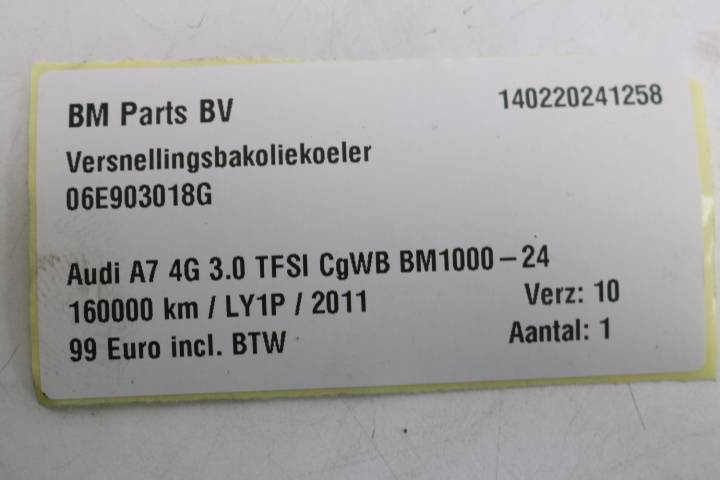 BM Parts BV 140220241258
Versnellingsbakoliekoeler
06E903018G
Audi A7 4G 3.0 TFSI CgWB BM1000-24
160000 km / LY1P / 2011 Verz: 10
99 Euro incl. BTW Aantal: 1